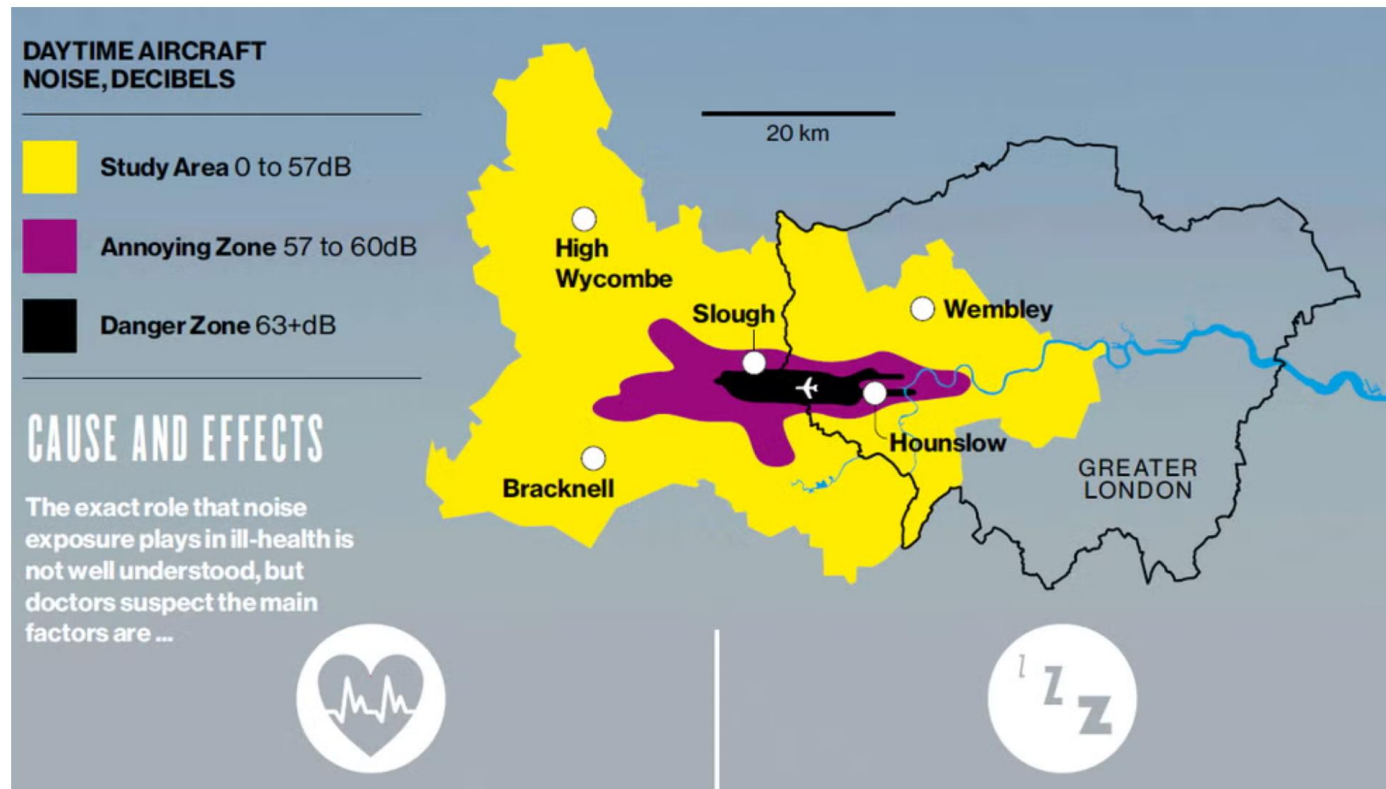 DAYTIME AIRCRAFT
NOISE, DECIBELS
Study Area 0 to 57dB
Annoying Zone 57 to 60dB
Danger Zone 63+dB
20 km
High
Wycombe
Slough
Wembley
Hounslow
Bracknell
GREATER
LONDON
CAUSE AND EFFECTS
The exact role that noise
exposure plays in ill-health is
not well understood, but
doctors suspect the main
factors are ...
z Z Z